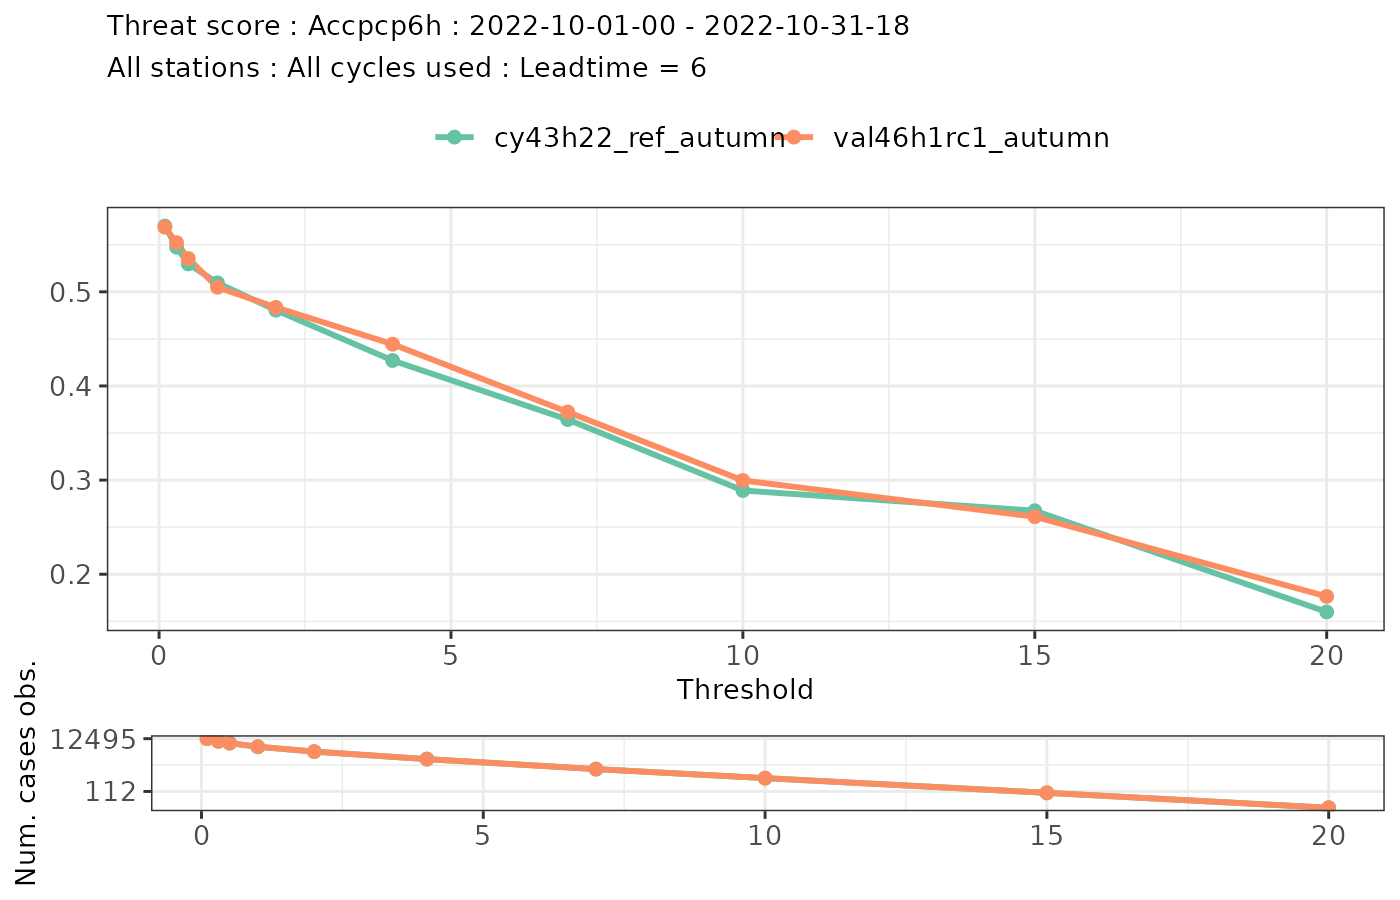 Threat score : Accpcp6h : 2022-10-01-00 - 2022-10-31-18
All stations : All cycles used : Leadtime = 6
cy43h22_ref_autumn val46h1rc1_autumn
0.5
0.4
0.3
0.2
0 5 10 15 20
Threshold
Num. cases obs.
12495
112
0 5 10 15 20